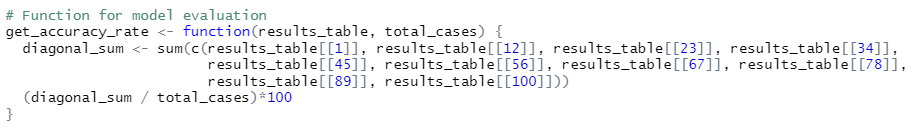 # Function for model evaluation
get_accuracy_rate <- function(results_table, total_cases) {
  diagonal_sum <- sum(c(results_table[[1]], results_table[[12]], results_table[[23]], results_table[[34]],
                        results_table[[45]], results_table[[56]], results_table[[67]], results_table[[78]],
                        results_table[[89]], results_table[[100]]))
  (diagonal_sum / total_cases)*100
}